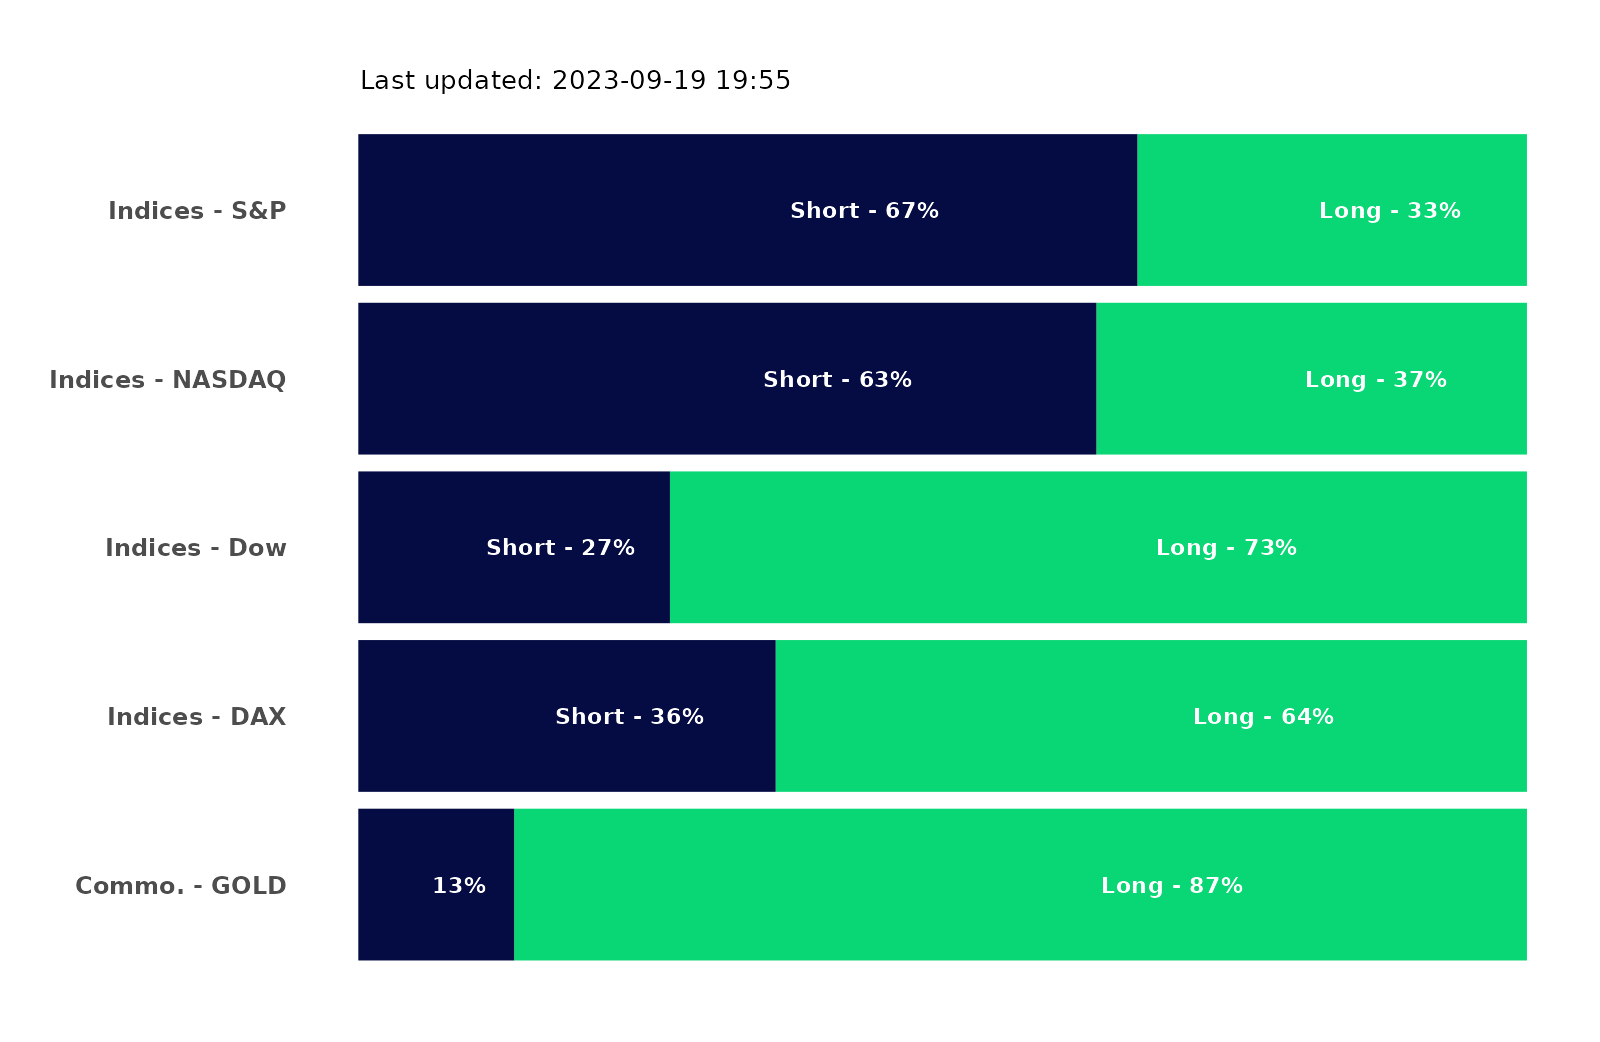 Last updated: 2023-09-19 19:55
Indices - S&P
Short - 67%
Long - 33%
Indices - NASDAQ
Short - 63%
Long - 37%
Indices - Dow
Short - 27%
Long - 73%
Indices - DAX
Short - 36%
Long - 64%
Commo. - GOLD
13%
Long - 87%